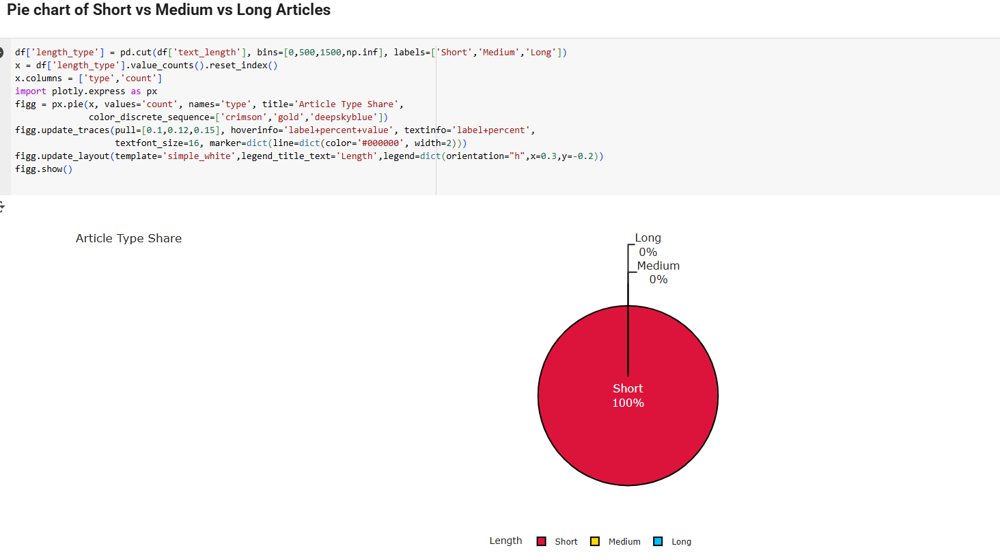 Pie chart of Short vs Medium vs Long Articles
df['length_type'] = pd.cut(df['text_length'], bins=[0,500,1500,np.inf], labels=['Short','Medium','Long'])
x = df['length_type'].value_counts().reset_index()
x.columns = ['type','count']
import plotly.express as px
figg = px.pie(x, values='count', names='type', title='Article Type Share',
              color_discrete_sequence=['crimson','gold','deepskyblue'])
figg.update_traces(pull=[0.1,0.12,0.15], hoverinfo='label+percent+value', textinfo='label+percent',
                   textfont_size=16, marker=dict(line=dict(color='#000000', width=2)))
figg.update_layout(template='simple_white',legend_title_text='Length',legend=dict(orientation="h",x=0.3,y=-0.2))
figg.show()
Article Type Share
Long
0%
Medium
0%
Short
100%
Length Short Medium Long